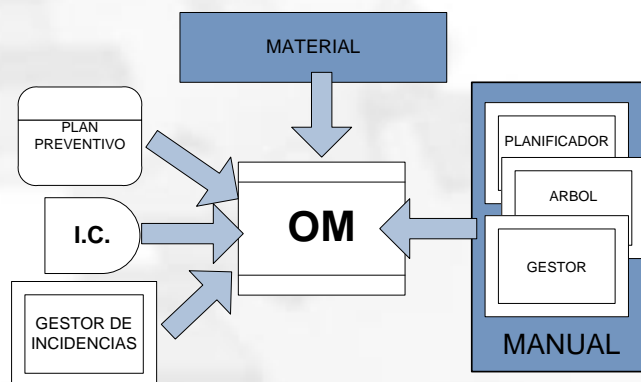 MATERIAL
PLAN
PREVENTIVO
I.C.
GESTOR DE
INCIDENCIAS
OM
PLANIFICADOR
ARBOL
GESTOR
MANUAL